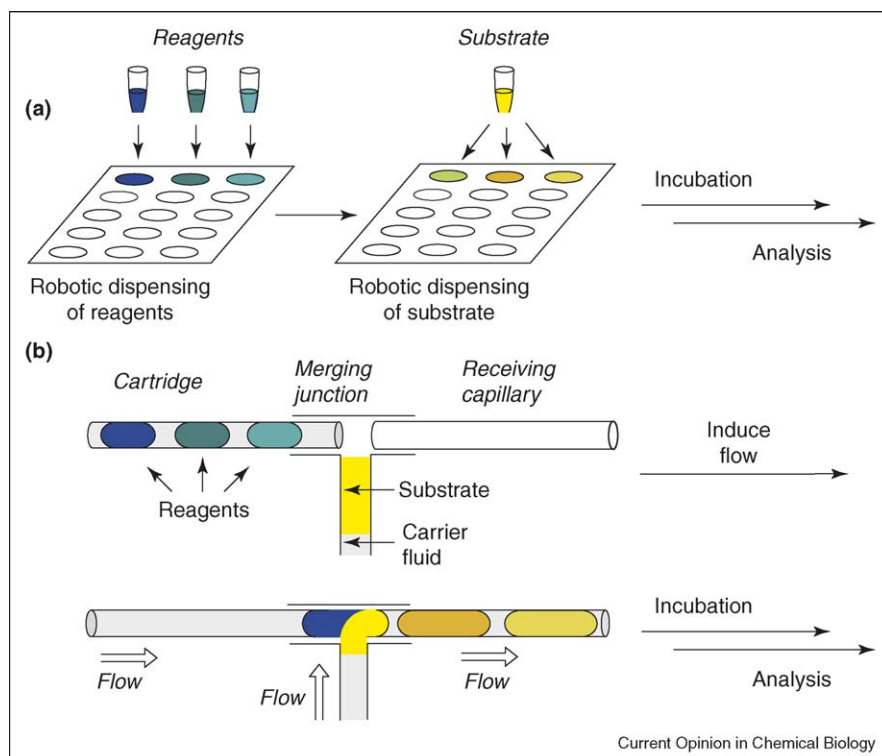 Reagents
Substrate
(a)
Incubation
Analysis
Robotic dispensing
of reagents
Robotic dispensing
of substrate
(b)
Cartridge
Merging
junction
Receiving
capillary
Induce
flow
Reagents
Substrate
Carrier
fluid
Incubation
Analysis
Flow
Flow
Flow
Current Opinion in Chemical Biology